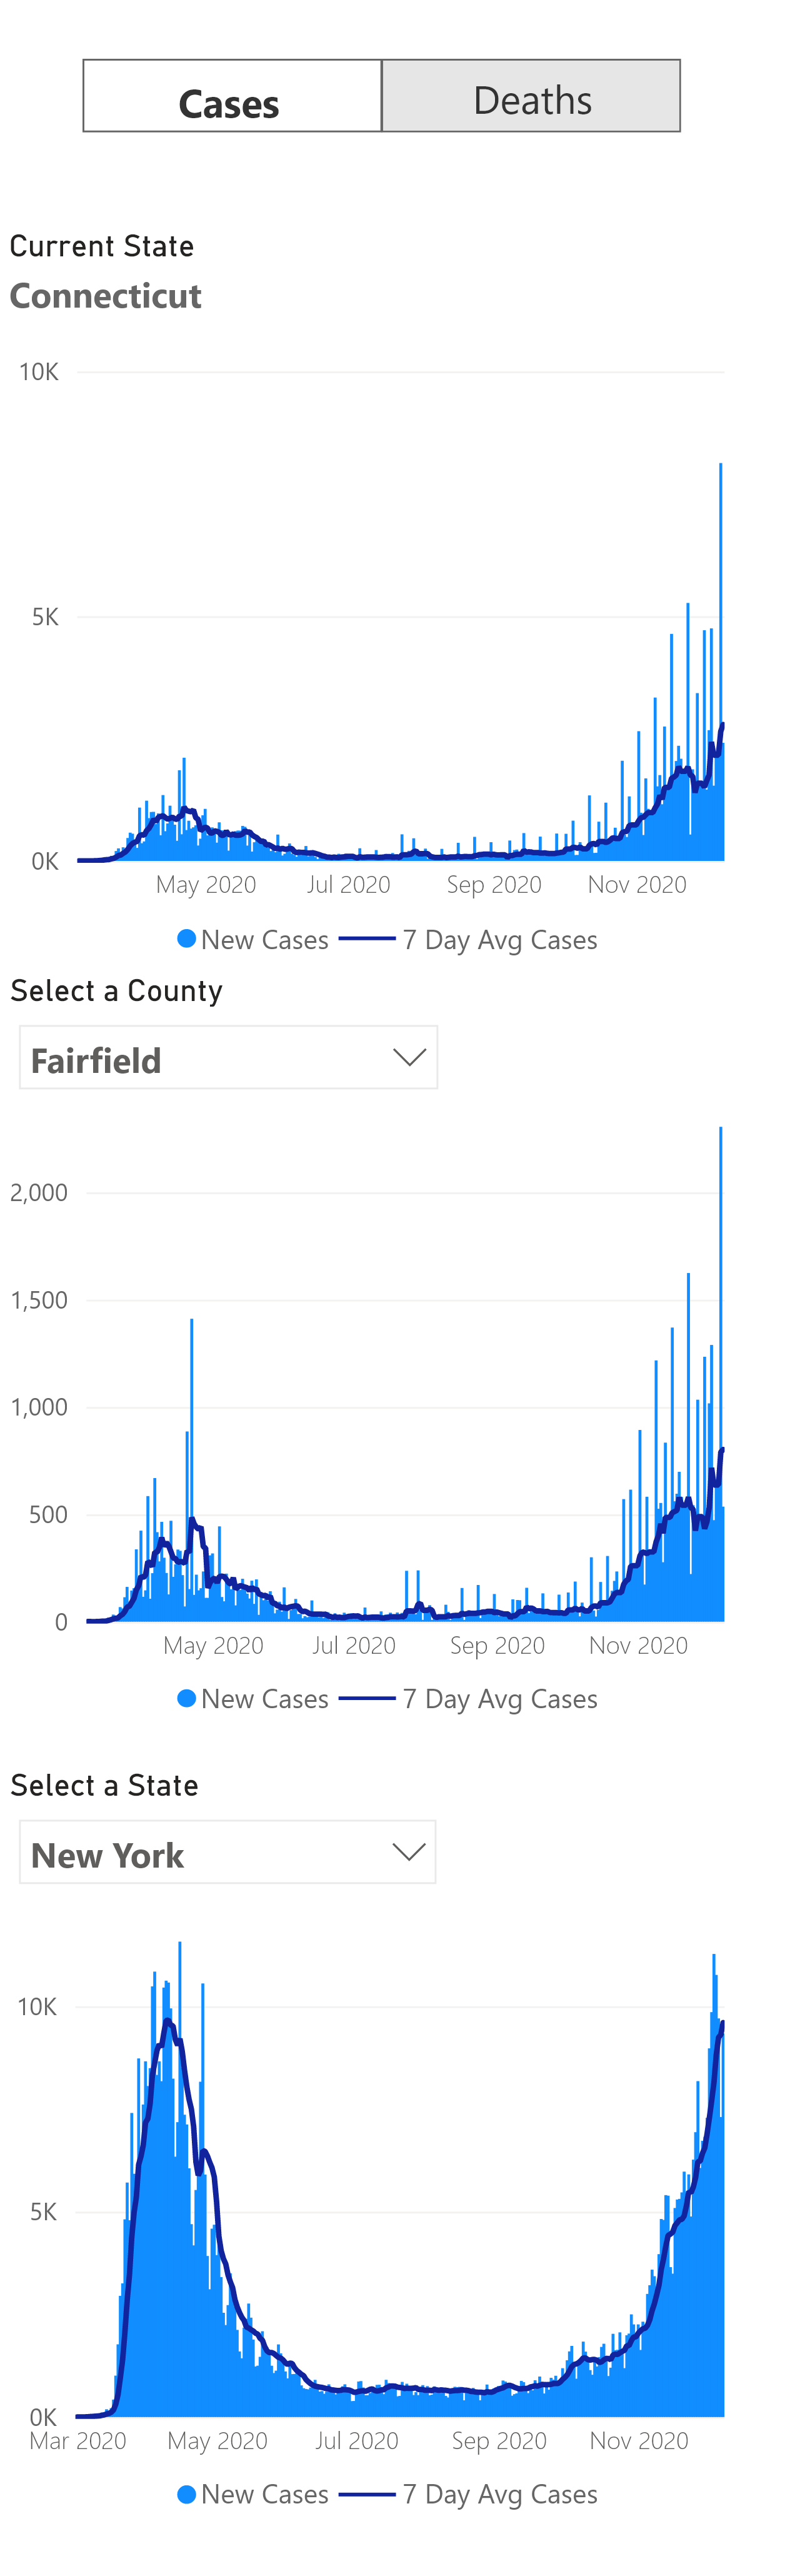 Cases Deaths
Current State
Connecticut
10K
5K
0K
May 2020 Jul 2020 Sep 2020 Nov 2020
New Cases 7 Day Avg Cases
Select a County
Fairfield
2,000
1,500
1,000
500
0
May 2020 Jul 2020 Sep 2020 Nov 2020
New Cases 7 Day Avg Cases
Select a State
New York
10K
5K
0K
Mar 2020 May 2020 Jul 2020 Sep 2020 Nov 2020
New Cases 7 Day Avg Cases